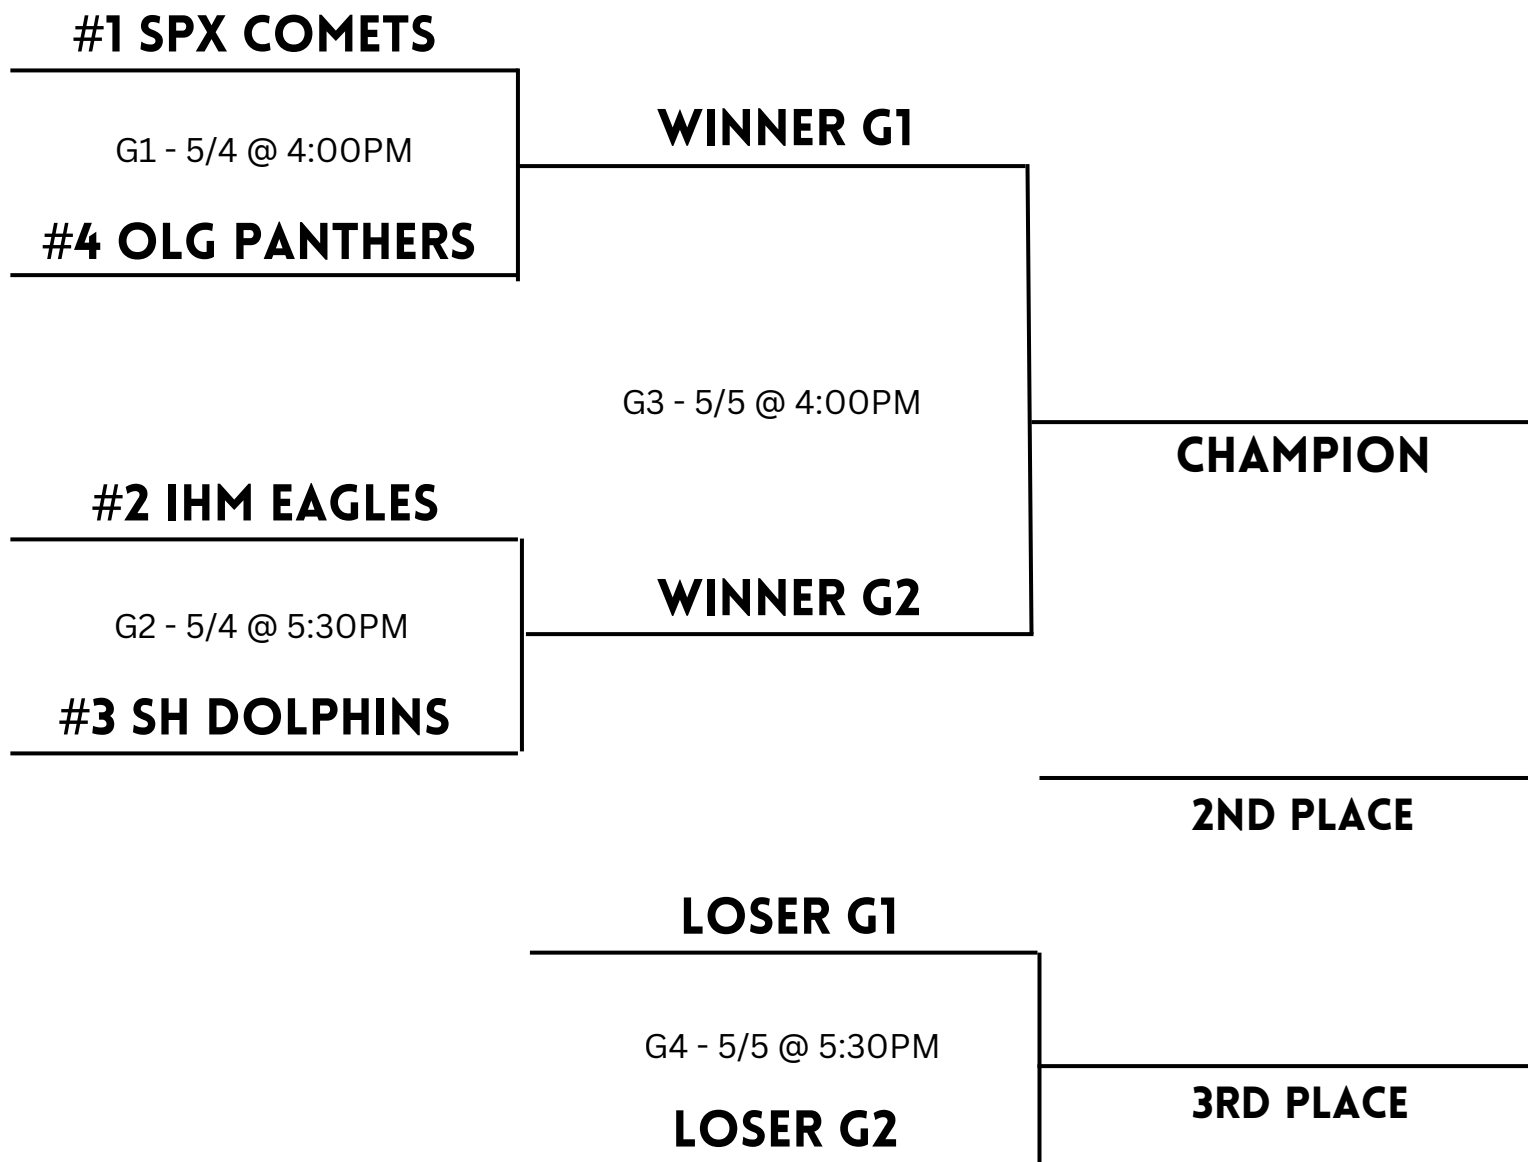 #1 SPX COMETS
G1 - 5/4 @ 4:00PM
#4 OLG PANTHERS
WINNER G1
G3 - 5/5 @ 4:00PM
CHAMPION
#2 IHM EAGLES
G2 - 5/4 @ 5:30PM
#3 SH DOLPHINS
WINNER G2
2ND PLACE
LOSER G1
G4 - 5/5 @ 5:30PM
LOSER G2
3RD PLACE